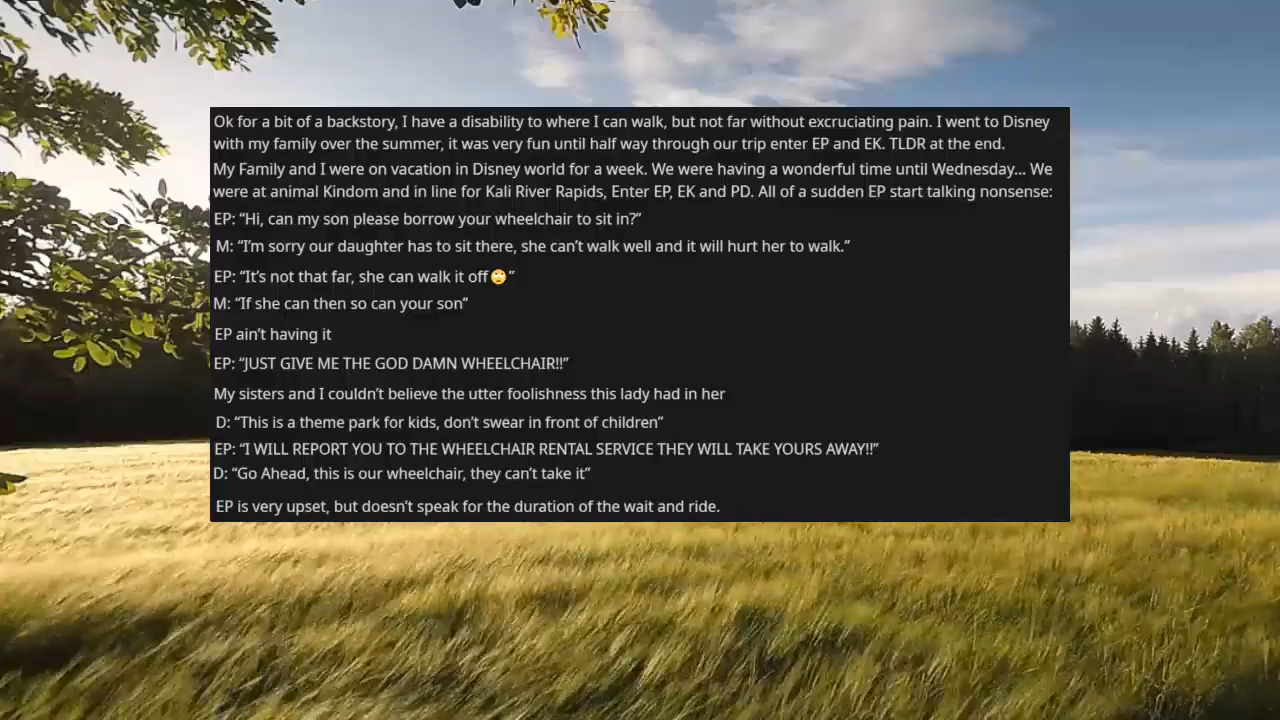 Ok for a bit of a backstory, I have a disability to where I can walk, but not far without excruciating pain. I went to Disney
with my family over the summer, it was very fun until half way through our trip enter EP and EK. TLDR at the end.
My Family and I were on vacation in Disney world for a week. We were having a wonderful time until Wednesday... We
were at animal Kindom and in line for Kali River Rapids, Enter EP, EK and PD. All of a sudden EP start talking nonsense:
EP: “Hi, can my son please borrow your wheelchair to sit in?”
M: “I’m sorry our daughter has to sit there, she can’t walk well and it will hurt her to walk.”
EP: “It’s not that far, she can walk it off🙄”
M: “If she can then so can your son”
EP ain’t having it
EP: “JUST GIVE ME THE GOD DAMN WHEELCHAIR!!”
My sisters and I couldn’t believe the utter foolishness this lady had in her
D: “This is a theme park for kids, don’t swear in front of children”
EP: “I WILL REPORT YOU TO THE WHEELCHAIR RENTAL SERVICE THEY WILL TAKE YOURS AWAY!!”
D: “Go Ahead, this is our wheelchair, they can’t take it”
EP is very upset, but doesn’t speak for the duration of the wait and ride.